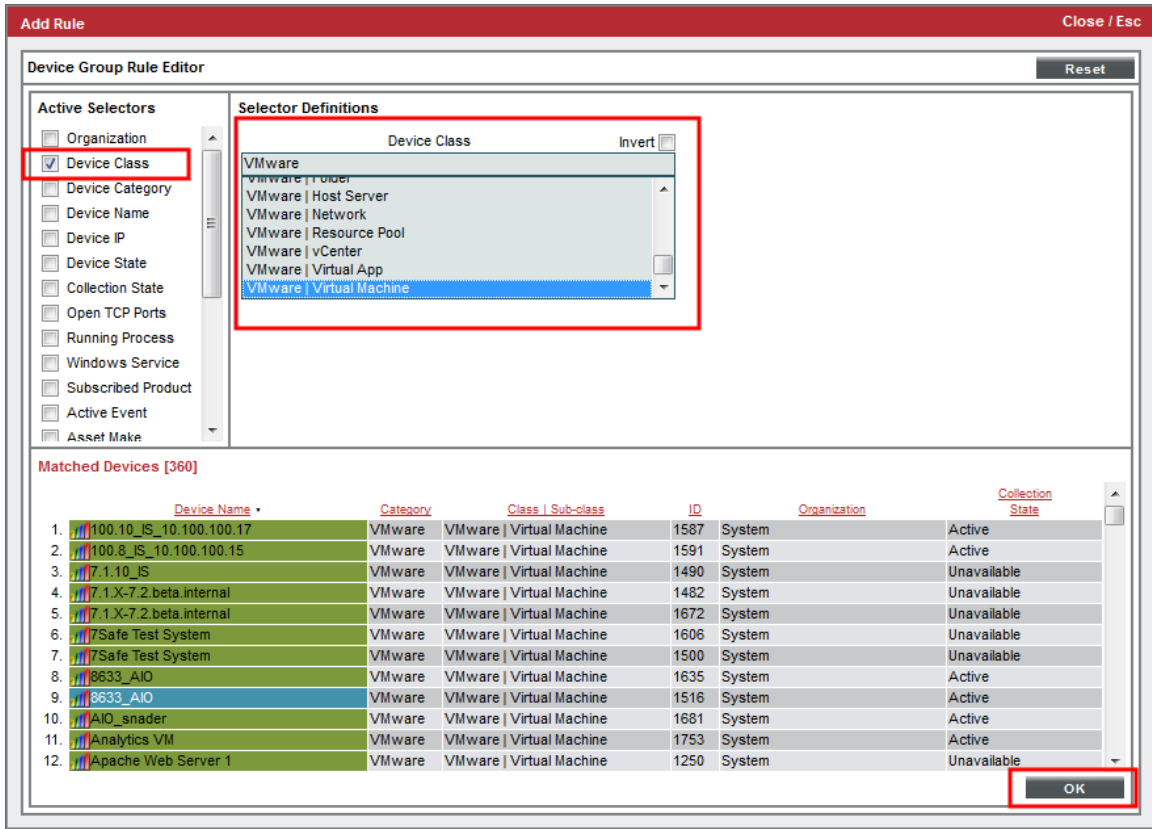 Add Rule Close / Esc
Device Group Rule Editor Reset
Active Selectors
Organization
Device Class
Device Category
Device Name
Device IP
Device State
Collection State
Open TCP Ports
Running Process
Windows Service
Subscribed Product
Active Event
Asset Make
Selector Definitions
Device Class Invert
VMware
VMware | Folder
VMware | Host Server
VMware | Network
VMware | Resource Pool
VMware | vCenter
VMware | Virtual App
VMware | Virtual Machine
Matched Devices [360]
Device Name Category Class | Sub-class ID Organization Collection State
1. 100.10_IS_10.100.100.17 VMware VMware | Virtual Machine 1587 System Active
2. 100.8_IS_10.100.100.15 VMware VMware | Virtual Machine 1591 System Active
3. 7.1.10_IS VMware VMware | Virtual Machine 1490 System Unavailable
4. 7.1.X-7.2.beta.internal VMware VMware | Virtual Machine 1482 System Unavailable
5. 7.1.X-7.2.beta.internal VMware VMware | Virtual Machine 1672 System Unavailable
6. 7Safe Test System VMware VMware | Virtual Machine 1606 System Unavailable
7. 7Safe Test System VMware VMware | Virtual Machine 1500 System Unavailable
8. 8633_AIO VMware VMware | Virtual Machine 1635 System Active
9. 8633_AIO VMware VMware | Virtual Machine 1516 System Active
10. AIO_snader VMware VMware | Virtual Machine 1681 System Active
11. Analytics VM VMware VMware | Virtual Machine 1753 System Active
12. Apache Web Server 1 VMware VMware | Virtual Machine 1250 System Unavailable
OK